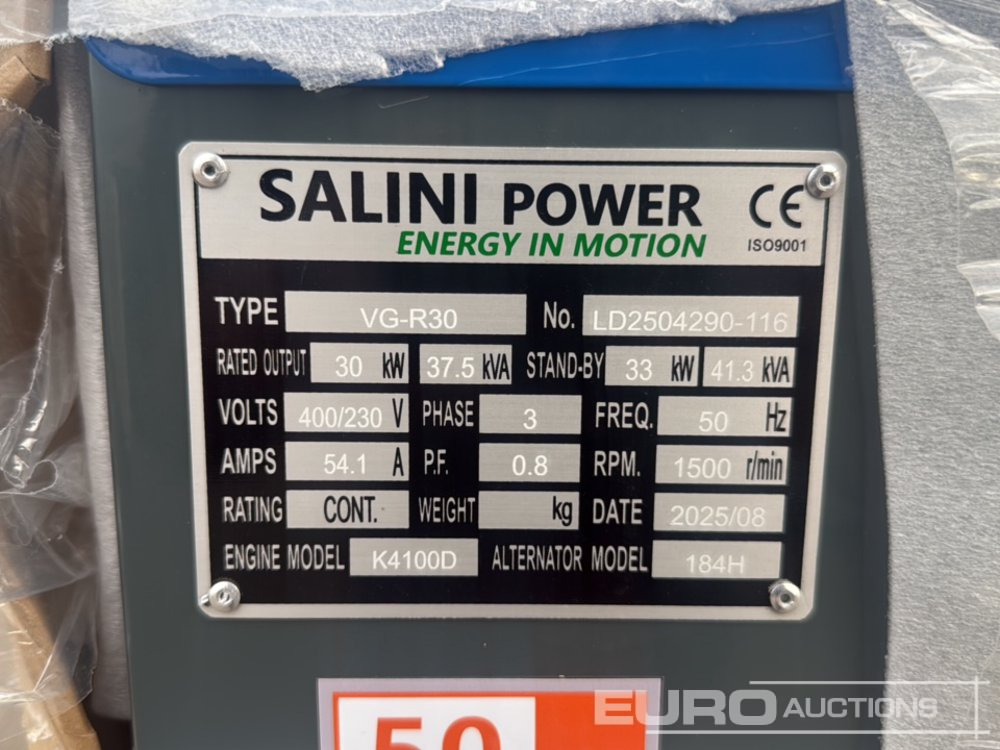 SALINI POWER CE
ENERGY IN MOTION ISO9001
TYPE VG-R30 No. LD2504290-116
RATED OUTPUT 30 kW 37.5 kVA STAND-BY 33 kW 41.3 kVA
VOLTS 400/230 V PHASE 3 FREQ. 50 Hz
AMPS 54.1 A P.F. 0.8 RPM. 1500 r/min
RATING CONT. WEIGHT kg DATE 2025/08
ENGINE MODEL K4100D ALTERNATOR MODEL 184H
50
EURO AUCTIONS